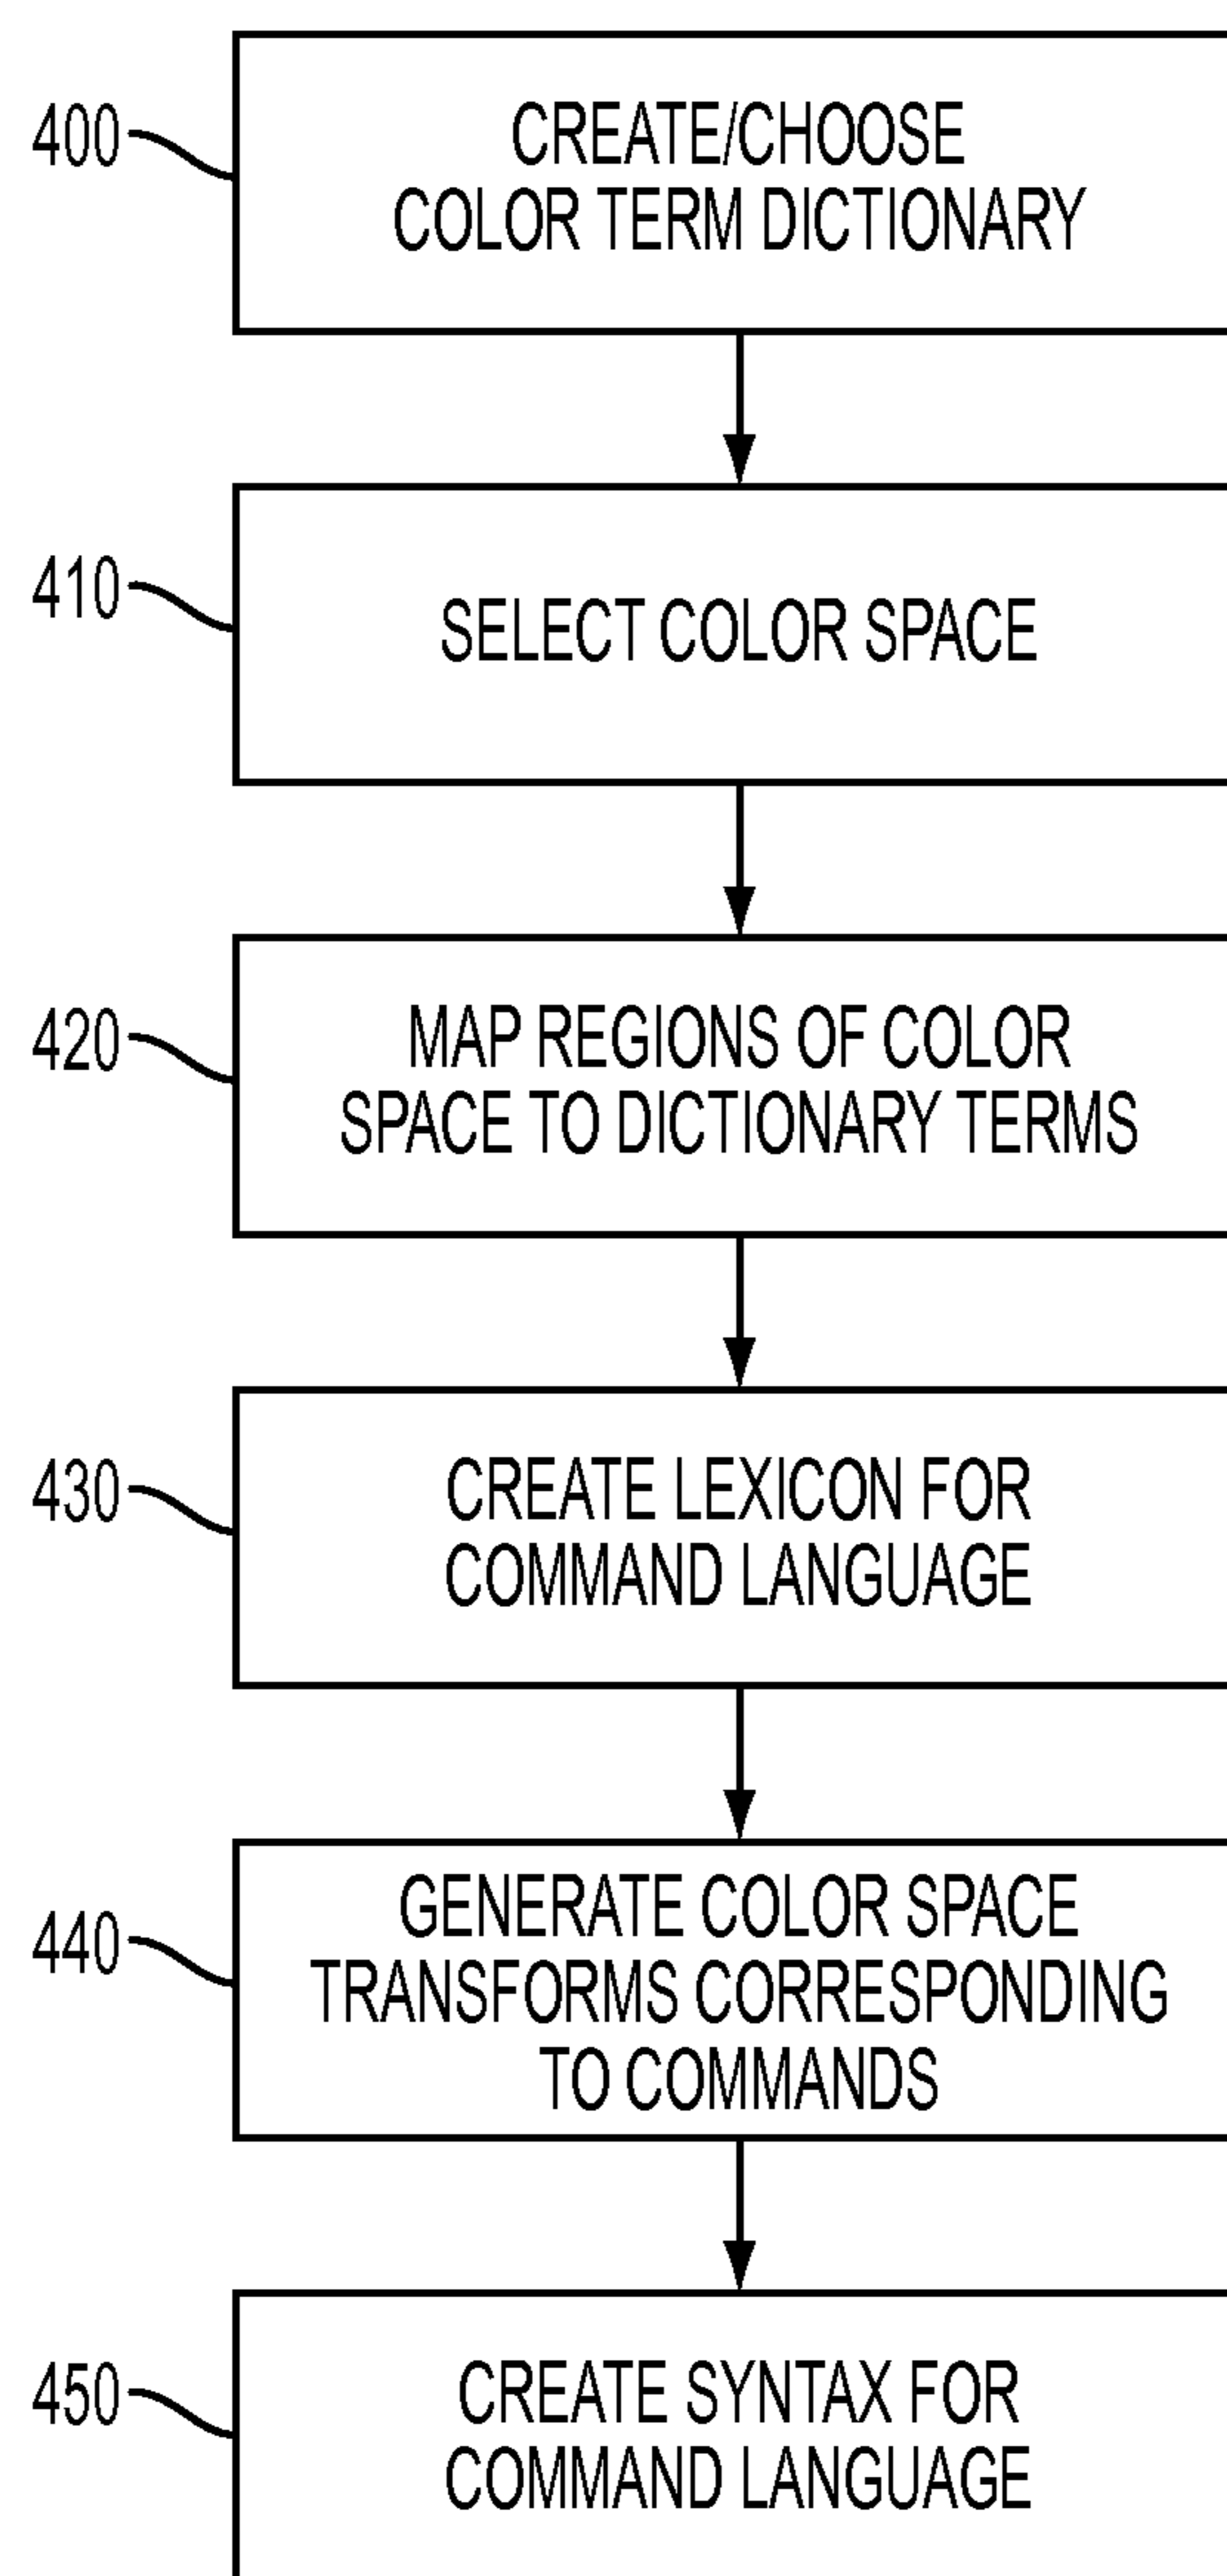 400
CREATE/CHOOSE
COLOR TERM DICTIONARY
410
SELECT COLOR SPACE
420
MAP REGIONS OF COLOR
SPACE TO DICTIONARY TERMS
430
CREATE LEXICON FOR
COMMAND LANGUAGE
440
GENERATE COLOR SPACE
TRANSFORMS CORRESPONDING
TO COMMANDS
450
CREATE SYNTAX FOR
COMMAND LANGUAGE